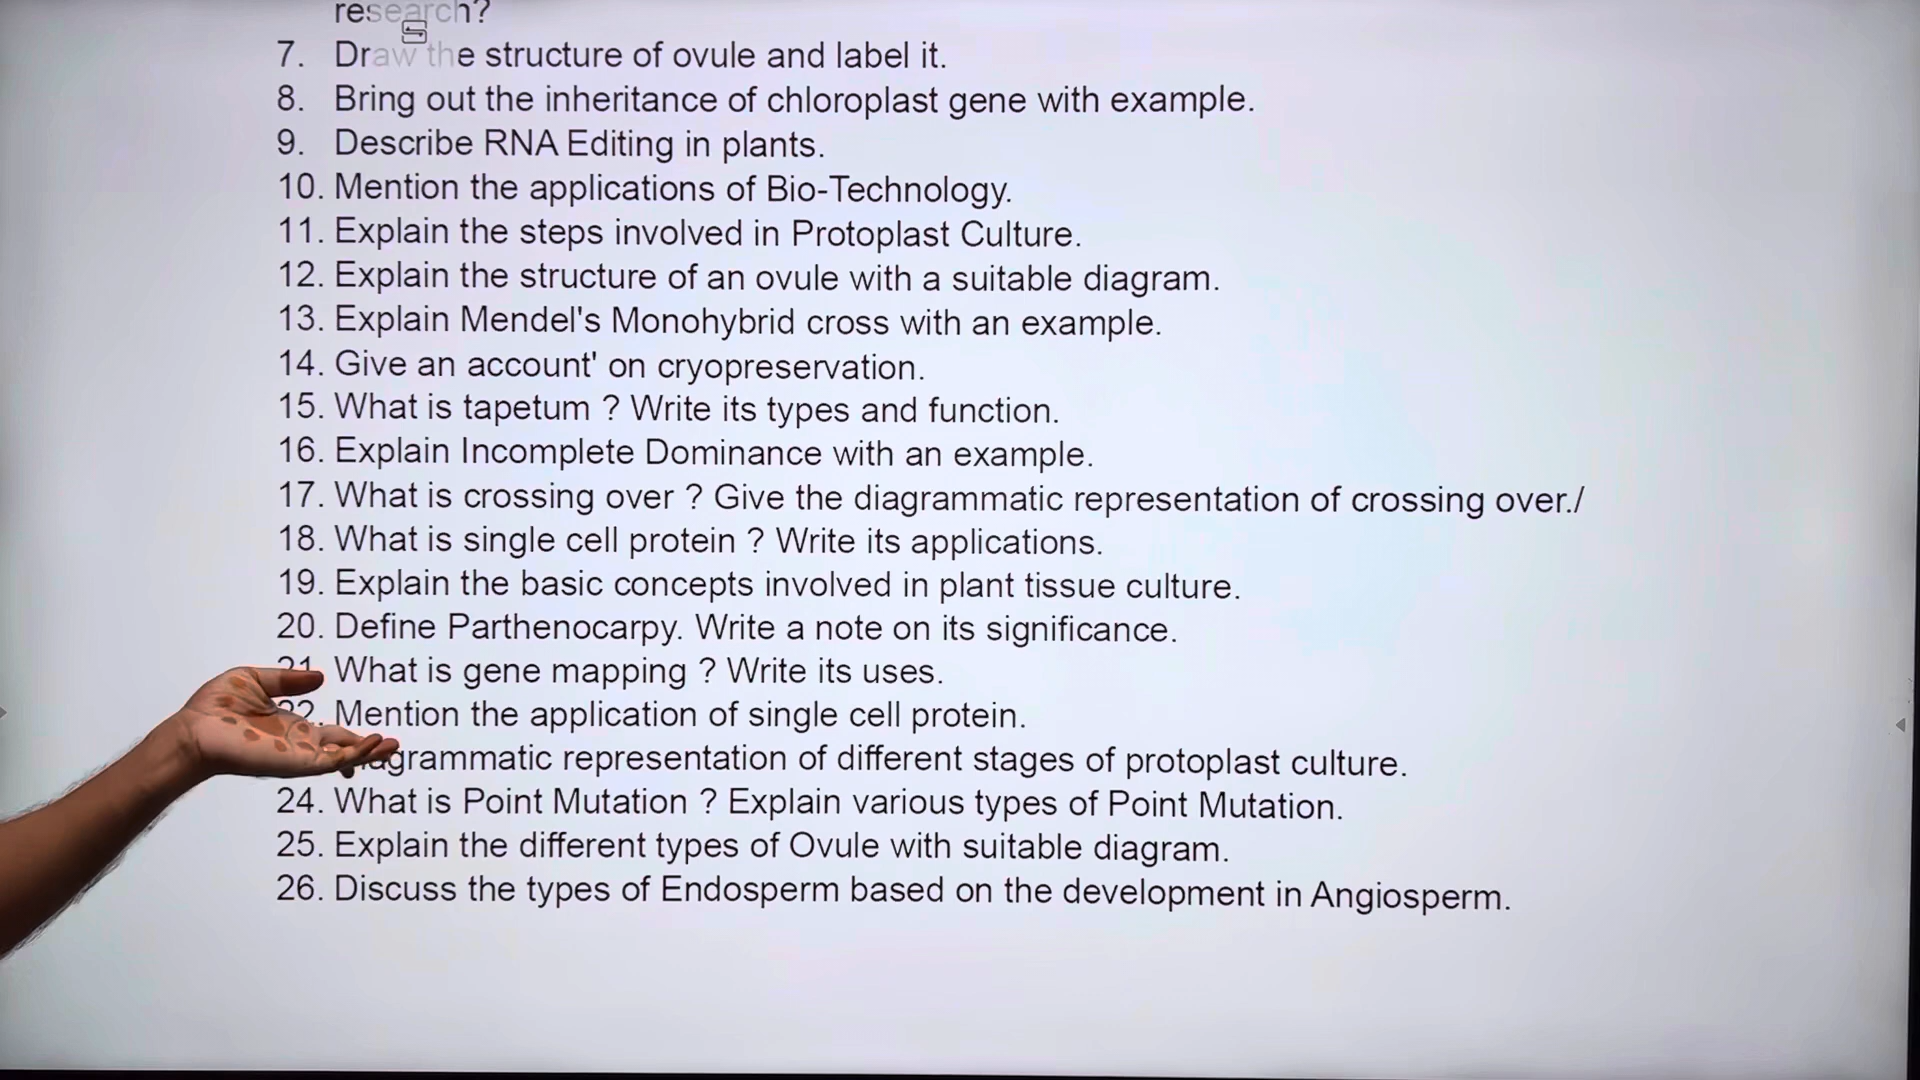 research?
7. Draw the structure of ovule and label it.
8. Bring out the inheritance of chloroplast gene with example.
9. Describe RNA Editing in plants.
10. Mention the applications of Bio-Technology.
11. Explain the steps involved in Protoplast Culture.
12. Explain the structure of an ovule with a suitable diagram.
13. Explain Mendel's Monohybrid cross with an example.
14. Give an account' on cryopreservation.
15. What is tapetum ? Write its types and function.
16. Explain Incomplete Dominance with an example.
17. What is crossing over ? Give the diagrammatic representation of crossing over./
18. What is single cell protein ? Write its applications.
19. Explain the basic concepts involved in plant tissue culture.
20. Define Parthenocarpy. Write a note on its significance.
21. What is gene mapping ? Write its uses.
22. Mention the application of single cell protein.
representation of different stages of protoplast culture.
24. What is Point Mutation ? Explain various types of Point Mutation.
25. Explain the different types of Ovule with suitable diagram.
26. Discuss the types of Endosperm based on the development in Angiosperm.